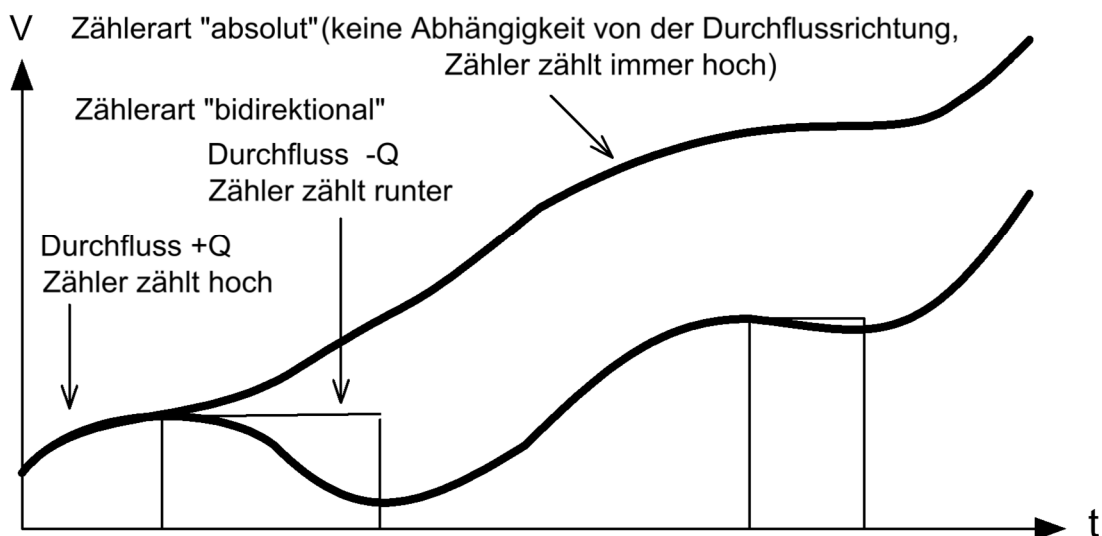 V
Zählerart "absolut"(keine Abhängigkeit von der Durchflussrichtung,
Zähler zählt immer hoch)
Zählerart "bidirektional"
Durchfluss -Q
Zähler zählt runter
Durchfluss +Q
Zähler zählt hoch
t